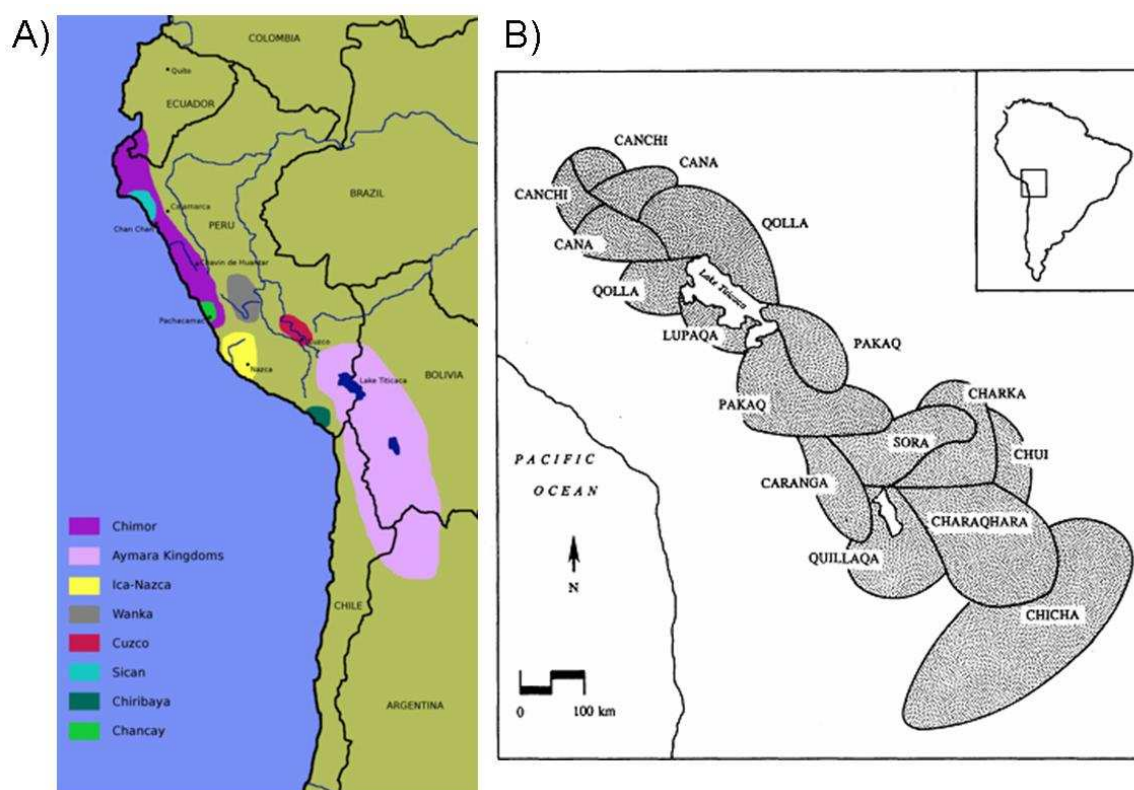 A)
COLOMBIA
Quito
ECUADOR
BRAZIL
Cajamarca
PERU
Chan Chan
Chavin de Huantar
Pachacamac
Cuzco
Nazca
Lake Titicaca
BOLIVIA
CHILE
ARGENTINA
Chimor
Aymara Kingdoms
Ica-Nazca
Wanka
Cuzco
Sican
Chiribaya
Chancay
B)
CANCHI
CANA
CANCHI
QOLLA
CANA
Lake Titicaca
QOLLA
LUPAQA
PAKAQ
PAKAQ
CHARKA
SORA
CHUI
PACIFIC
OCEAN
CARANGA
CHARAQHARA
QUILLAQA
N
CHICHA
0 100 km